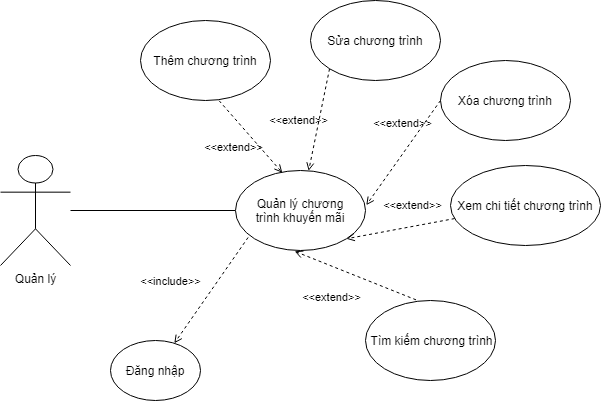 Sửa chương trình
Thêm chương trình
Xóa chương trình
<<extend>>
<<extend>>
<<extend>>
Quản lý chương
trình khuyến mãi
<<extend>>
Xem chi tiết chương trình
Quản lý
<<include>>
<<extend>>
Tìm kiếm chương trình
Đăng nhập